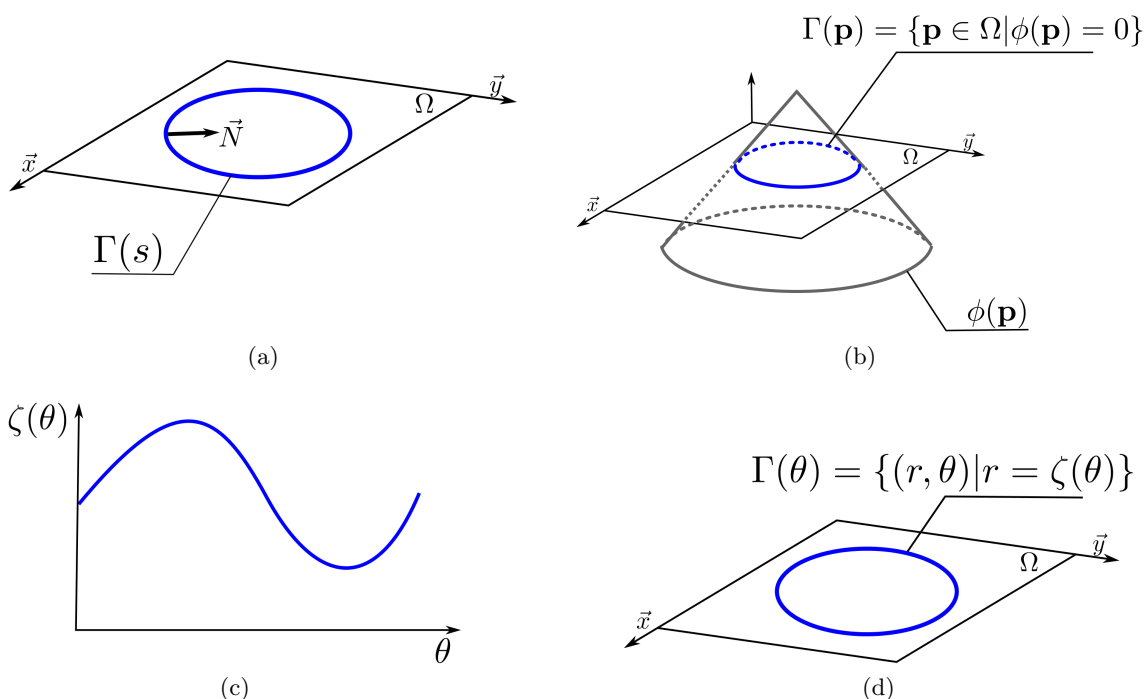 Γ(p) = {p ∈ Ω|ϕ(p) = 0}
y⃗
Ω
N⃗
x⃗
Γ(s)
y⃗
Ω
x⃗
ϕ(p)
(a)
(b)
ζ(θ)
θ
Γ(θ) = {(r, θ)|r = ζ(θ)}
y⃗
Ω
x⃗
(c)
(d)